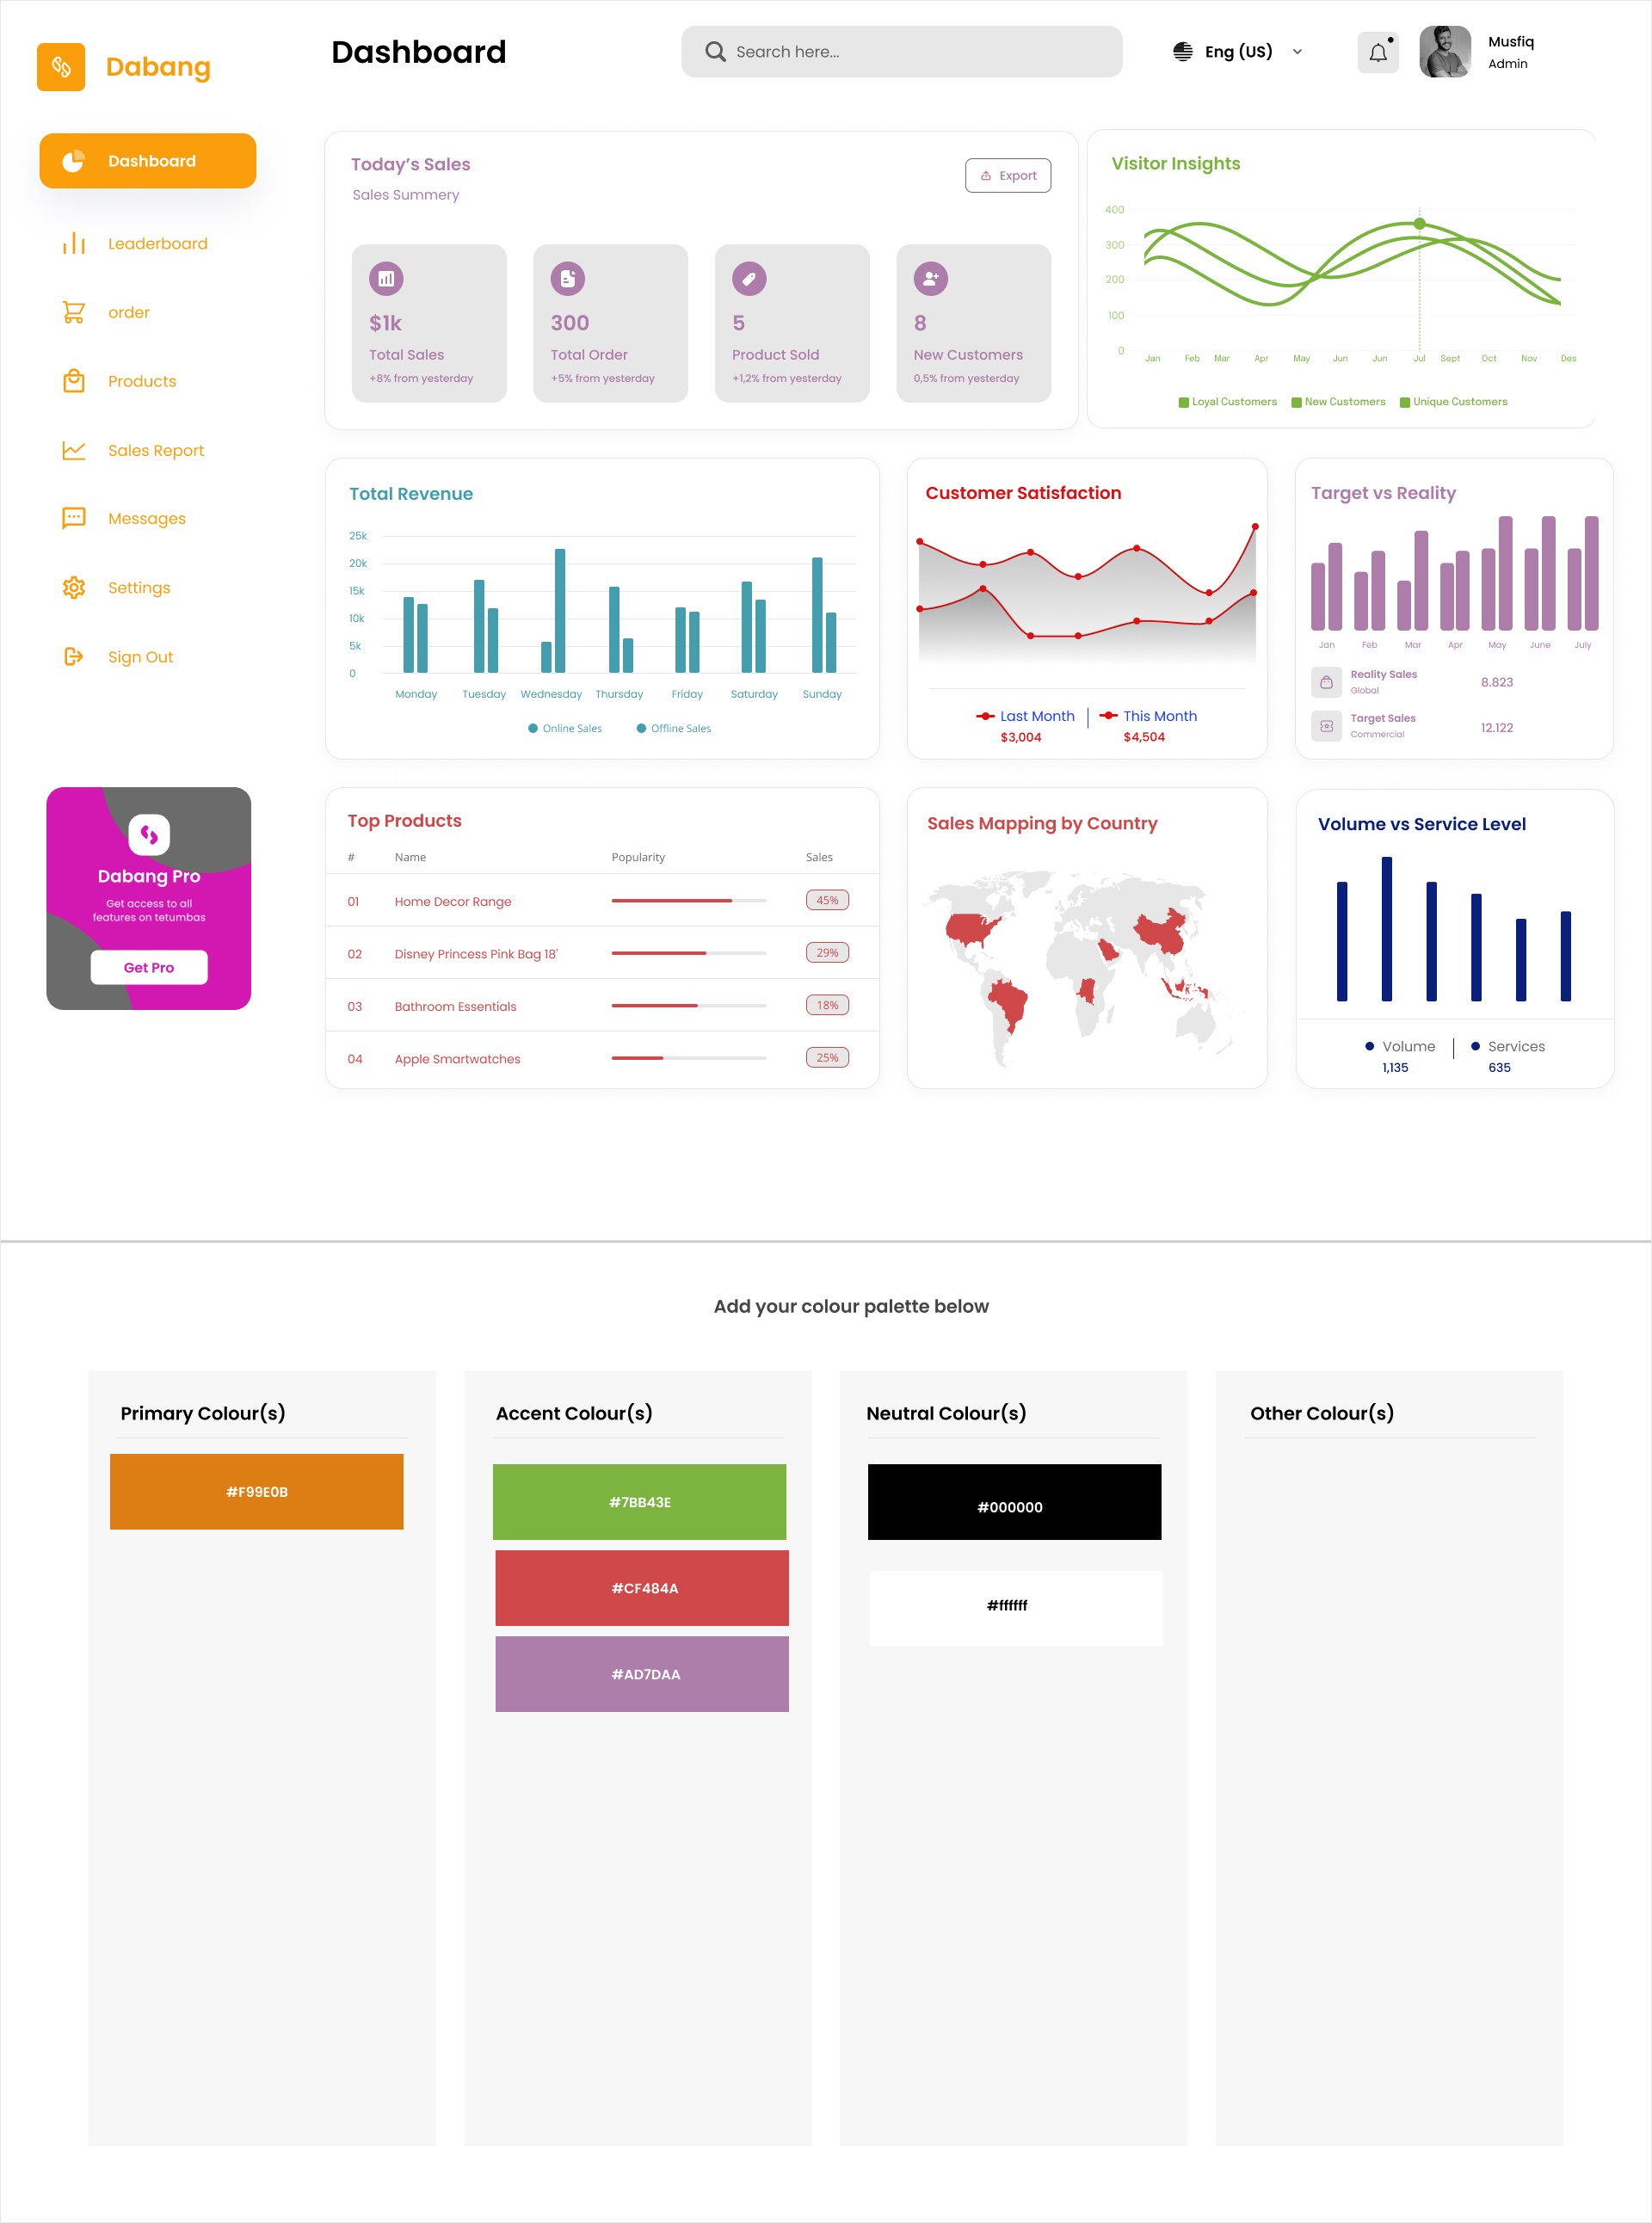 Dabang
Dashboard
Search here...
Eng (US)
Musfiq
Admin
Dashboard
Leaderboard
order
Products
Sales Report
Messages
Settings
Sign Out
Dabang Pro
Get access to all
features on tetumbas
Get Pro
Today's Sales
Sales Summery
Export
$1k
Total Sales
+8% from yesterday
300
Total Order
+5% from yesterday
5
Product Sold
+1,2% from yesterday
8
New Customers
0,5% from yesterday
Visitor Insights
400
300
200
100
0
Jan Feb Mar Apr May Jun Jun Jul Sept Oct Nov Des
Loyal Customers New Customers Unique Customers
Total Revenue
25k
20k
15k
10k
5k
0
Monday Tuesday Wednesday Thursday Friday Saturday Sunday
Online Sales Offline Sales
Customer Satisfaction
Last Month This Month
$3,004 $4,504
Target vs Reality
Jan Feb Mar Apr May June July
Reality Sales
Global
8.823
Target Sales
Commercial
12.122
Top Products
# Name Popularity Sales
01 Home Decor Range 45%
02 Disney Princess Pink Bag 18' 29%
03 Bathroom Essentials 18%
04 Apple Smartwatches 25%
Sales Mapping by Country
Volume vs Service Level
Volume Services
1,135 635
Add your colour palette below
Primary Colour(s)
#F99E0B
Accent Colour(s)
#7BB43E
#CF484A
#AD7DAA
Neutral Colour(s)
#000000
#ffffff
Other Colour(s)